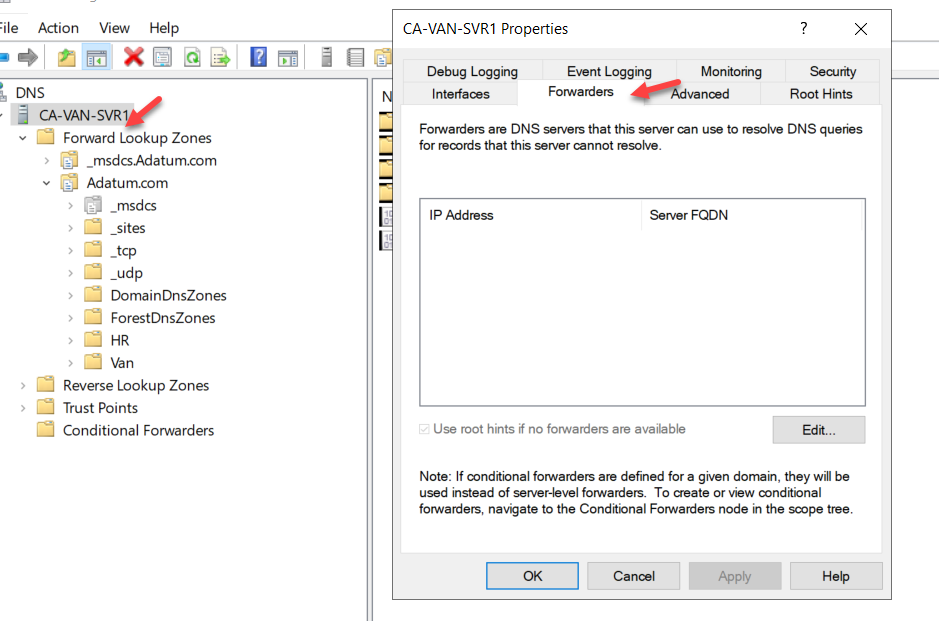 File Action View Help
DNS
CA-VAN-SVR1
Forward Lookup Zones
_msdcs.Adatum.com
Adatum.com
_msdcs
_sites
_tcp
_udp
DomainDnsZones
ForestDnsZones
HR
Van
Reverse Lookup Zones
Trust Points
Conditional Forwarders
N
CA-VAN-SVR1 Properties
Debug Logging Event Logging Monitoring Security
Interfaces Forwarders Advanced Root Hints
Forwarders are DNS servers that this server can use to resolve DNS queries
for records that this server cannot resolve.
IP Address Server FQDN
Use root hints if no forwarders are available Edit...
Note: If conditional forwarders are defined for a given domain, they will be
used instead of server-level forwarders. To create or view conditional
forwarders, navigate to the Conditional Forwarders node in the scope tree.
OK Cancel Apply Help